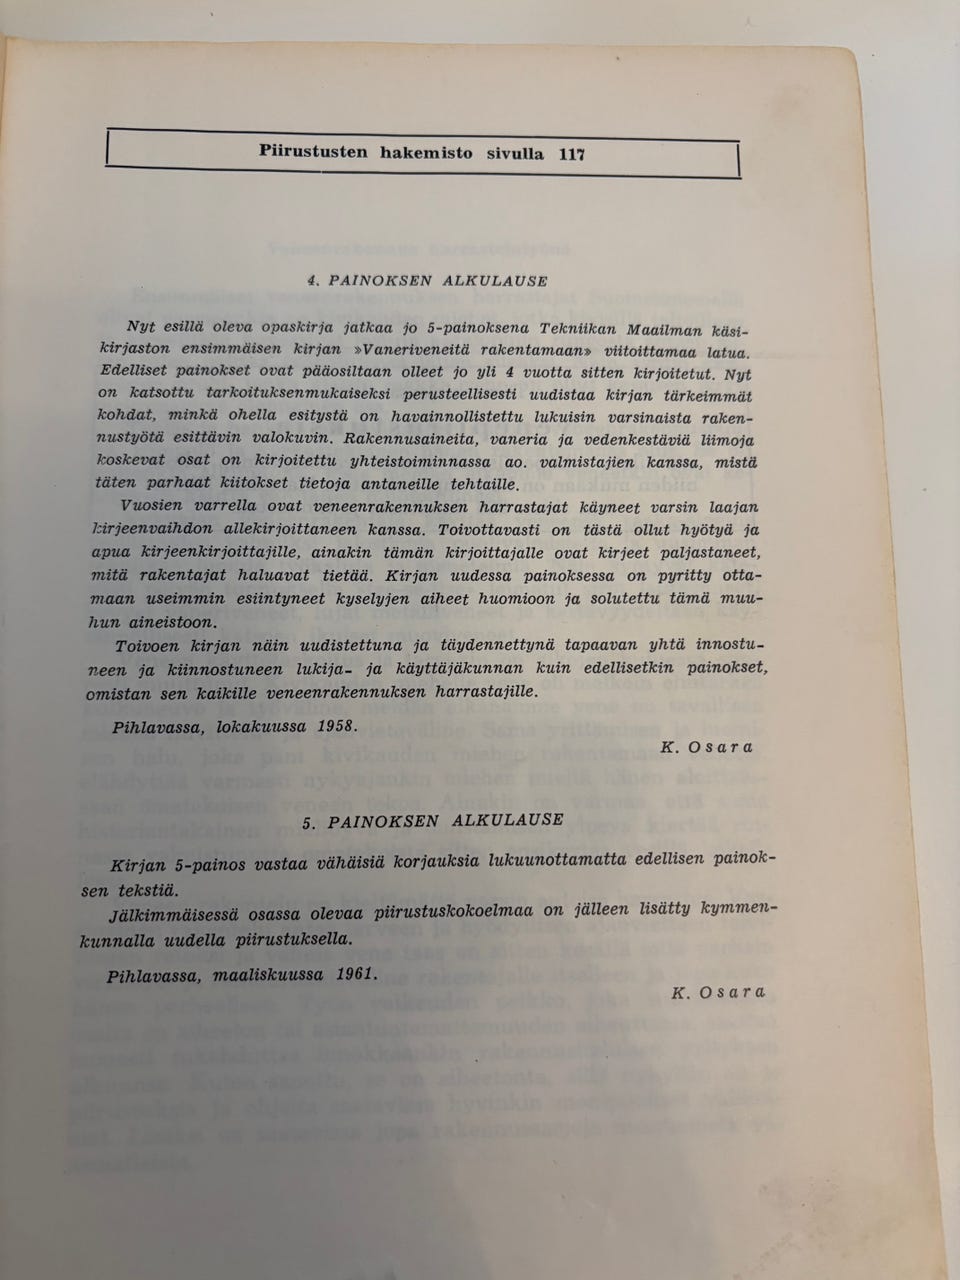 Piirustusten hakemisto sivulla 117
4. PAINOKSEN ALKULAUSE
Nyt esillä oleva opaskirja jatkaa jo 5-painoksena Tekniikan Maailman käsi-
kirjaston ensimmäisen kirjan »Vaneriveneitä rakentamaan» viitoittamaa latua.
Edelliset painokset ovat pääosiltaan olleet jo yli 4 vuotta sitten kirjoitetut. Nyt
on katsottu tarkoituksenmukaiseksi perusteellisesti uudistaa kirjan tärkeimmät
kohdat, minkä ohella esitystä on havainnollistettu lukuisin varsinaista raken-
nustyötä esittävin valokuvin. Rakennusaineita, vaneria ja vedenkestäviä liimoja
koskevat osat on kirjoitettu yhteistoiminnassa ao. valmistajien kanssa, mistä
täten parhaat kiitokset tietoja antaneille tehtaille.
Vuosien varrella ovat veneenrakennuksen harrastajat käyneet varsin laajan
kirjeenvaihdon allekirjoittaneen kanssa. Toivottavasti on tästä ollut hyötyä ja
apua kirjeenkirjoittajille, ainakin tämän kirjoittajalle ovat kirjeet paljastaneet,
mitä rakentajat haluavat tietää. Kirjan uudessa painoksessa on pyritty otta-
maan useimmin esiintyneet kyselyjen aiheet huomioon ja solutettu tämä muu-
hun aineistoon.
Toivoen kirjan näin uudistettuna ja täydennettynä tapaavan yhtä innostu-
neen ja kiinnostuneen lukija- ja käyttäjäkunnan kuin edellisetkin painokset,
omistan sen kaikille veneenrakennuksen harrastajille.
Pihlavassa, lokakuussa 1958.
K. Osara
5. PAINOKSEN ALKULAUSE
Kirjan 5-painos vastaa vähäisiä korjauksia lukuunottamatta edellisen painok-
sen tekstiä.
Jälkimmäisessä osassa olevaa piirustuskokoelmaa on jälleen lisätty kymmen-
kunnalla uudella piirustuksella.
Pihlavassa, maaliskuussa 1961.
K. Osara